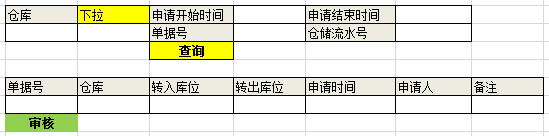 仓库 下拉 申请开始时间 申请结束时间
单据号 仓储流水号
查询
单据号 仓库 转入库位 转出库位 申请时间 申请人 备注
审核